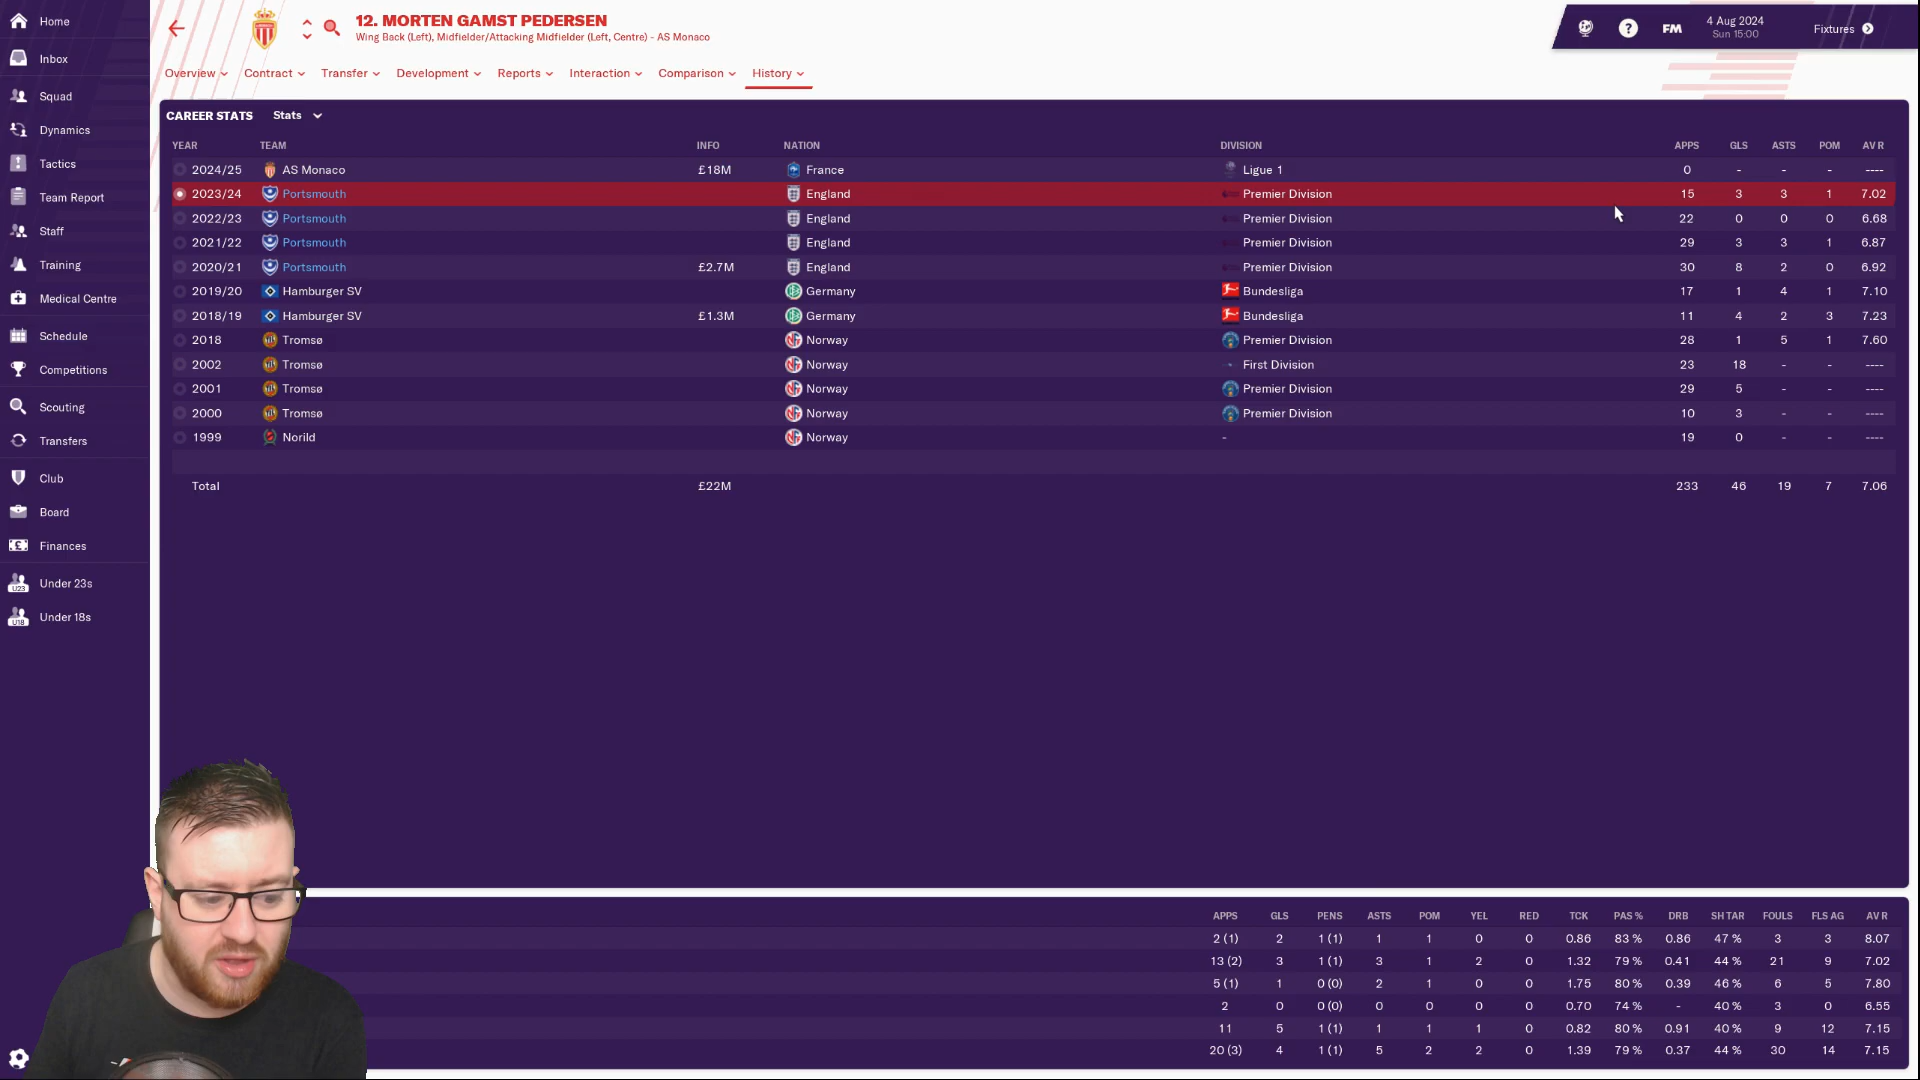 Home
Inbox
Squad
Dynamics
Tactics
Team Report
Staff
Training
Medical Centre
Schedule
Competitions
Scouting
Transfers
Club
Board
Finances
U23 Under 23s
U18 Under 18s
12. MORTEN GAMST PEDERSEN
Wing Back (Left), Midfielder/Attacking Midfielder (Left, Centre) - AS Monaco
? FM 4 Aug 2024 Fixtures
Sun 15:00
Overview Contract Transfer Development Reports Interaction Comparison History
CAREER STATS Stats
YEAR TEAM INFO NATION DIVISION APPS GLS ASTS POM AV R
2024/25 AS Monaco £18M France Ligue 1 0 - - - ----
2023/24 Portsmouth England Premier Division 15 3 3 1 7.02
2022/23 Portsmouth England Premier Division 22 0 0 0 6.68
2021/22 Portsmouth England Premier Division 29 3 3 1 6.87
2020/21 Portsmouth £2.7M England Premier Division 30 8 2 0 6.92
2019/20 Hamburger SV Germany Bundesliga 17 1 4 1 7.10
2018/19 Hamburger SV £1.3M Germany Bundesliga 11 4 2 3 7.23
2018 Tromsø Norway Premier Division 28 1 5 1 7.60
2002 Tromsø Norway First Division 23 18 - - ----
2001 Tromsø Norway Premier Division 29 5 - - ----
2000 Tromsø Norway Premier Division 10 3 - - ----
1999 Norild Norway - 19 0 - - ----
Total £22M 233 46 19 7 7.06
APPS GLS PENS ASTS POM YEL RED TCK PAS % DRB SH TAR FOULS FLS AG AV R
2 (1) 2 1 (1) 1 1 0 0 0.86 83 % 0.86 47 % 3 3 8.07
13 (2) 3 1 (1) 3 1 2 0 1.32 79 % 0.41 44 % 21 9 7.02
5 (1) 1 0 (0) 2 1 0 0 1.75 80 % 0.39 46 % 6 5 7.80
2 0 0 (0) 0 0 0 0 0.70 74 % - 40 % 3 0 6.55
11 5 1 (1) 1 1 1 0 0.82 80 % 0.91 40 % 9 12 7.15
20 (3) 4 1 (1) 5 2 2 0 1.39 79 % 0.37 44 % 30 14 7.15